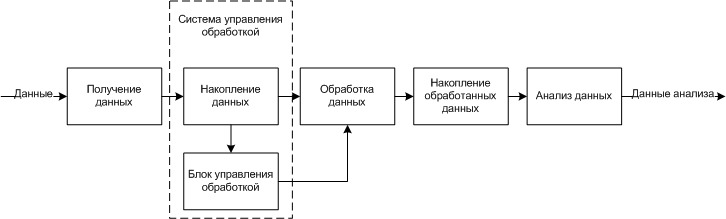 Система управления
обработкой
Данные
Получение
данных
Накопление
данных
Обработка
данных
Накопление
обработанных
данных
Анализ данных
Данные анализа
Блок управления
обработкой